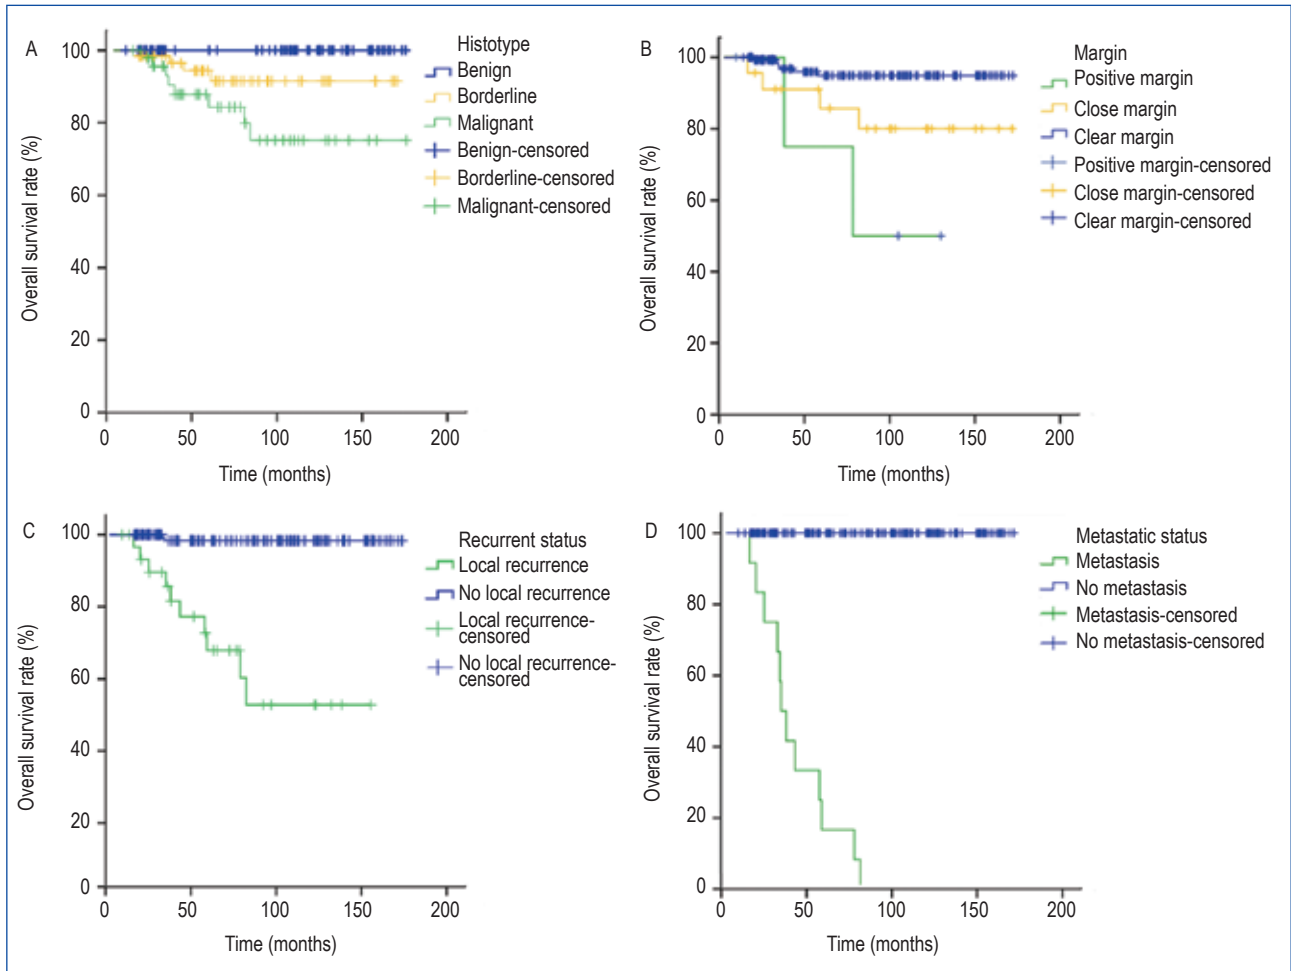 A
Histotype
Benign
Borderline
Malignant
Benign-censored
Borderline-censored
Malignant-censored
Overall survival rate (%)
100
80
60
40
20
0
0 50 100 150 200
Time (months)
B
Margin
Positive margin
Close margin
Clear margin
Positive margin-censored
Close margin-censored
Clear margin-censored
Overall survival rate (%)
100
80
60
40
20
0
0 50 100 150 200
Time (months)
C
Recurrent status
Local recurrence
No local recurrence
Local recurrence-
censored
No local recurrence-
censored
Overall survival rate (%)
100
80
60
40
20
0
0 50 100 150 200
Time (months)
D
Metastatic status
Metastasis
No metastasis
Metastasis-censored
No metastasis-censored
Overall survival rate (%)
100
80
60
40
20
0
0 50 100 150 200
Time (months)